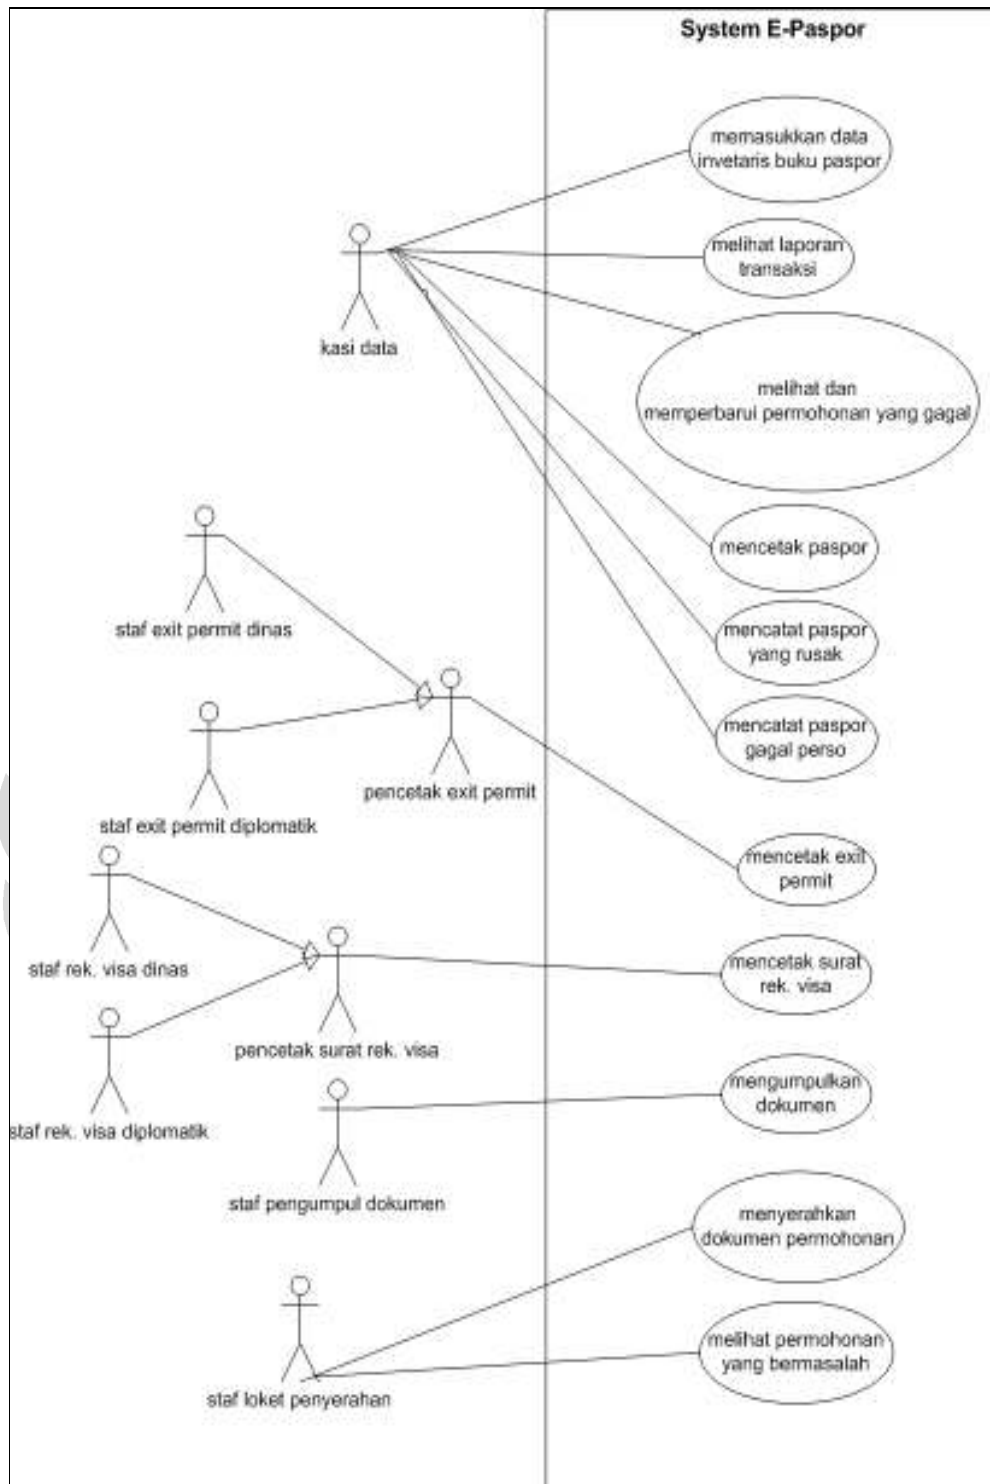 System E-Paspor
memasukkan data
invetaris buku paspor
melihat laporan
transaksi
kasi data
melihat dan
memperbarui permohonan yang gagal
mencetak paspor
staf exit permit dinas
mencatat paspor
yang rusak
mencatat paspor
gagal perso
pencetak exit permit
staf exit permit diplomatik
mencetak exit
permit
staf rek. visa dinas
mencetak surat
rek. visa
pencetak surat rek. visa
mengumpulkan
dokumen
staf rek. visa diplomatik
staf pengumpul dokumen
menyerahkan
dokumen permohonan
melihat permohonan
yang bermasalah
staf loket penyerahan